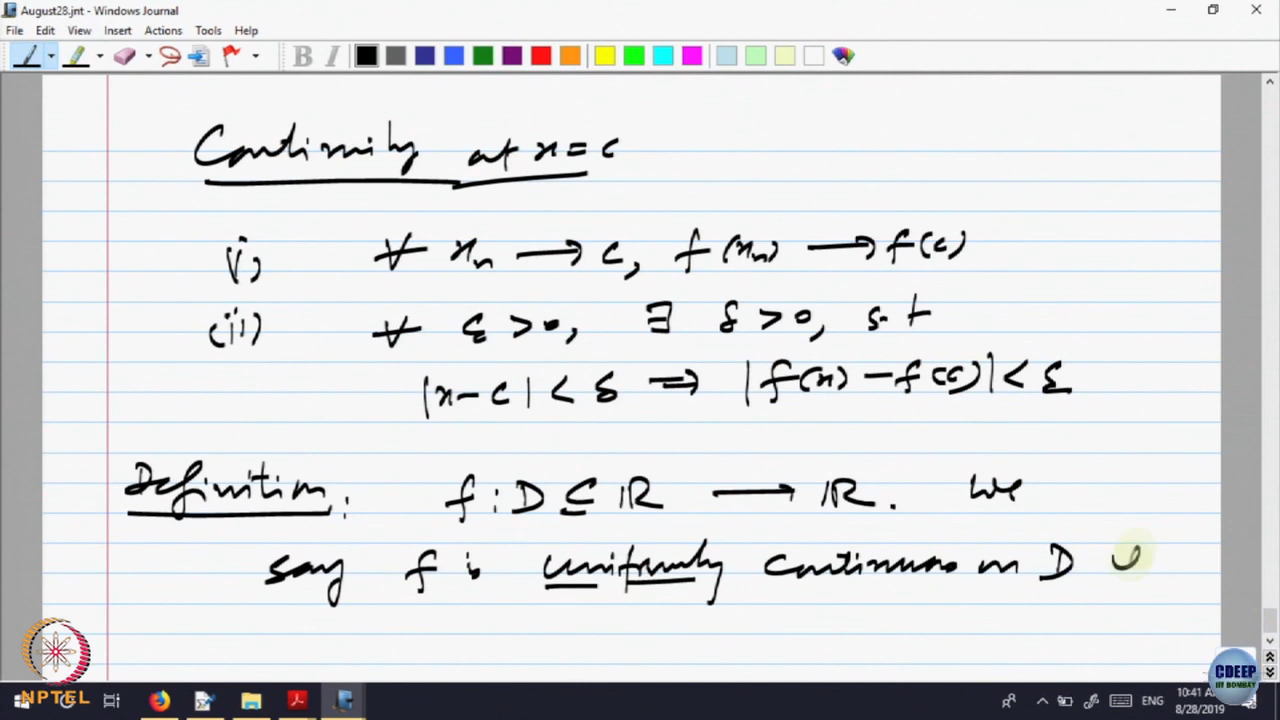 August28.jnt - Windows Journal
File Edit View Insert Actions Tools Help
B I
Continuity at x = c
(i) ∀ xₙ → c, f(xₙ) → f(c)
(ii) ∀ ε > 0, ∃ δ > 0, s.t
|x - c| < δ ⇒ |f(x) - f(c)| < ε
Definition: f : D ⊆ ℝ → ℝ. We
say f is uniformly continuous on D
NPTEL
CDEEP
IIT BOMBAY
ENG
10:41 A
8/28/2019